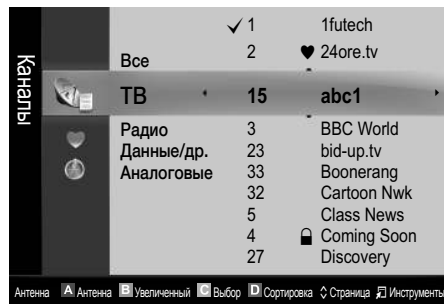 Каналы
✓ 1 1futech
Все 2 ♥ 24ore.tv
ТВ 15 abc1
Радио 3 BBC World
Данные/др. 23 bid-up.tv
Аналоговые 33 Boonerang
32 Cartoon Nwk
5 Class News
4 Coming Soon
27 Discovery
Антенна A Антенна B Увеличенный C Выбор D Сортировка Страница Инструменты